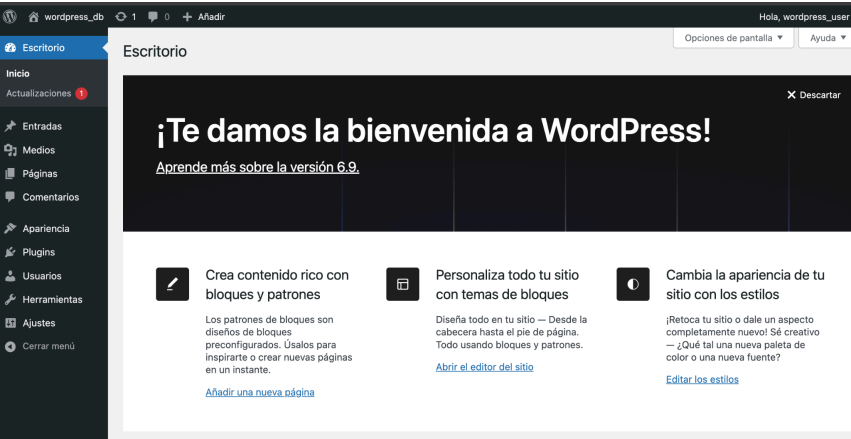 wordpress_db 1 0 + Añadir Hola, wordpress_user
Opciones de pantalla ▼ Ayuda ▼
Escritorio
Inicio
Actualizaciones 1
Entradas
Medios
Páginas
Comentarios
Apariencia
Plugins
Usuarios
Herramientas
Ajustes
Cerrar menú
Escritorio
Descartar
¡Te damos la bienvenida a WordPress!
Aprende más sobre la versión 6.9.
Crea contenido rico con
bloques y patrones
Los patrones de bloques son
diseños de bloques
preconfigurados. Úsalos para
inspirarte o crear nuevas páginas
en un instante.
Añadir una nueva página
Personaliza todo tu sitio
con temas de bloques
Diseña todo en tu sitio — Desde la
cabecera hasta el pie de página.
Todo usando bloques y patrones.
Abrir el editor del sitio
Cambia la apariencia de tu
sitio con los estilos
¡Retoca tu sitio o dale un aspecto
completamente nuevo! Sé creativo
— ¿Qué tal una nueva paleta de
color o una nueva fuente?
Editar los estilos